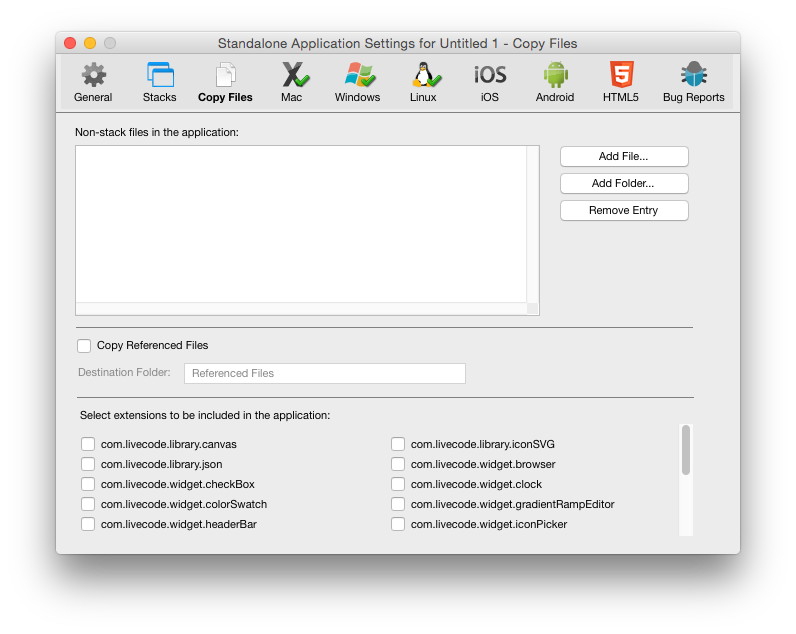 Standalone Application Settings for Untitled 1 - Copy Files
iOS 5
General Stacks Copy Files Mac Windows Linux iOS Android HTML5 Bug Reports
Non-stack files in the application:
Add File...
Add Folder...
Remove Entry
Copy Referenced Files
Destination Folder: Referenced Files
Select extensions to be included in the application:
com.livecode.library.canvas com.livecode.library.iconSVG
com.livecode.library.json com.livecode.widget.browser
com.livecode.widget.checkBox com.livecode.widget.clock
com.livecode.widget.colorSwatch com.livecode.widget.gradientRampEditor
com.livecode.widget.headerBar com.livecode.widget.iconPicker